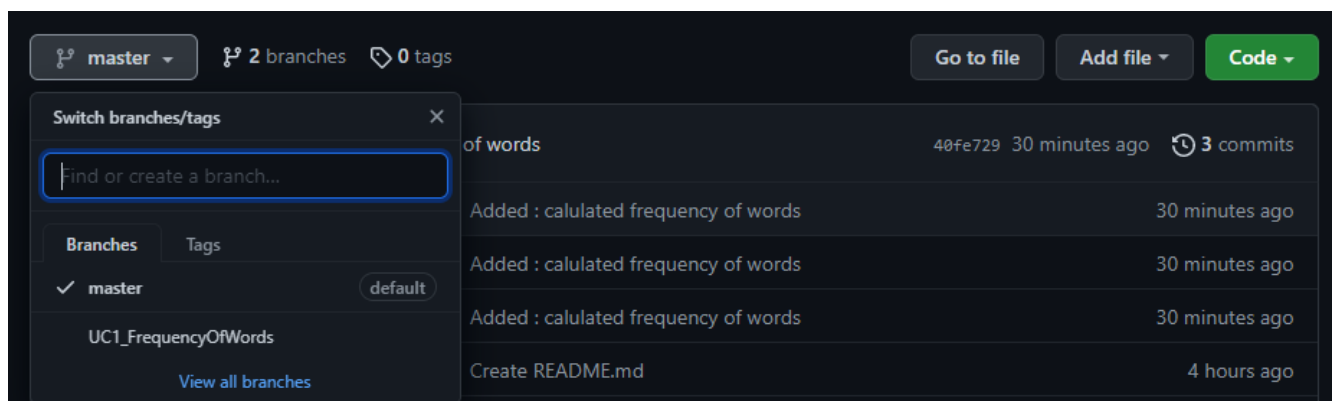 master 2 branches 0 tags Go to file Add file Code
Switch branches/tags
of words 40fe729 30 minutes ago 3 commits
Find or create a branch...
Added : calulated frequency of words 30 minutes ago
Branches Tags
Added : calulated frequency of words 30 minutes ago
master default
Added : calulated frequency of words 30 minutes ago
UC1_FrequencyOfWords
Create README.md 4 hours ago
View all branches